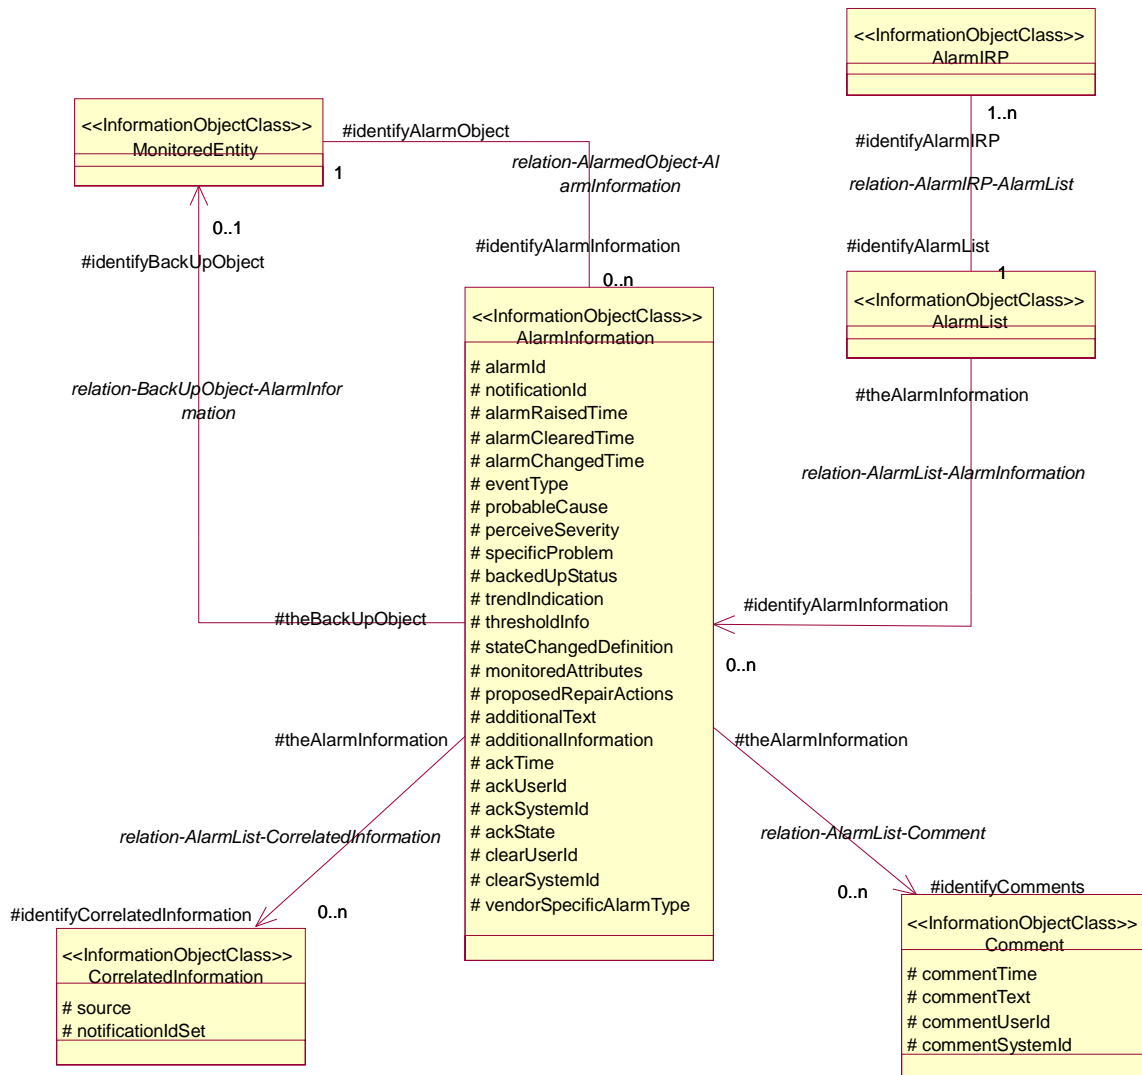 <<InformationObjectClass>>
AlarmIRP
1..n
#identifyAlarmIRP
relation-AlarmIRP-AlarmList
#identifyAlarmList
1
<<InformationObjectClass>>
AlarmList
<<InformationObjectClass>>
MonitoredEntity
#identifyAlarmObject
1
relation-AlarmedObject-Al
armInformation
#identifyAlarmInformation
0..n
0..1
#identifyBackUpObject
relation-BackUpObject-AlarmInfor
mation
#theBackUpObject
<<InformationObjectClass>>
AlarmInformation
# alarmId
# notificationId
# alarmRaisedTime
# alarmClearedTime
# alarmChangedTime
# eventType
# probableCause
# perceiveSeverity
# specificProblem
# backedUpStatus
# trendIndication
# thresholdInfo
# stateChangedDefinition
# monitoredAttributes
# proposedRepairActions
# additionalText
# additionalInformation
# ackTime
# ackUserId
# ackSystemId
# ackState
# clearUserId
# clearSystemId
# vendorSpecificAlarmType
#theAlarmInformation
relation-AlarmList-AlarmInformation
#identifyAlarmInformation
0..n
#theAlarmInformation
relation-AlarmList-CorrelatedInformation
#identifyCorrelatedInformation
0..n
<<InformationObjectClass>>
CorrelatedInformation
# source
# notificationIdSet
#theAlarmInformation
relation-AlarmList-Comment
0..n
#identifyComments
<<InformationObjectClass>>
Comment
# commentTime
# commentText
# commentUserId
# commentSystemId